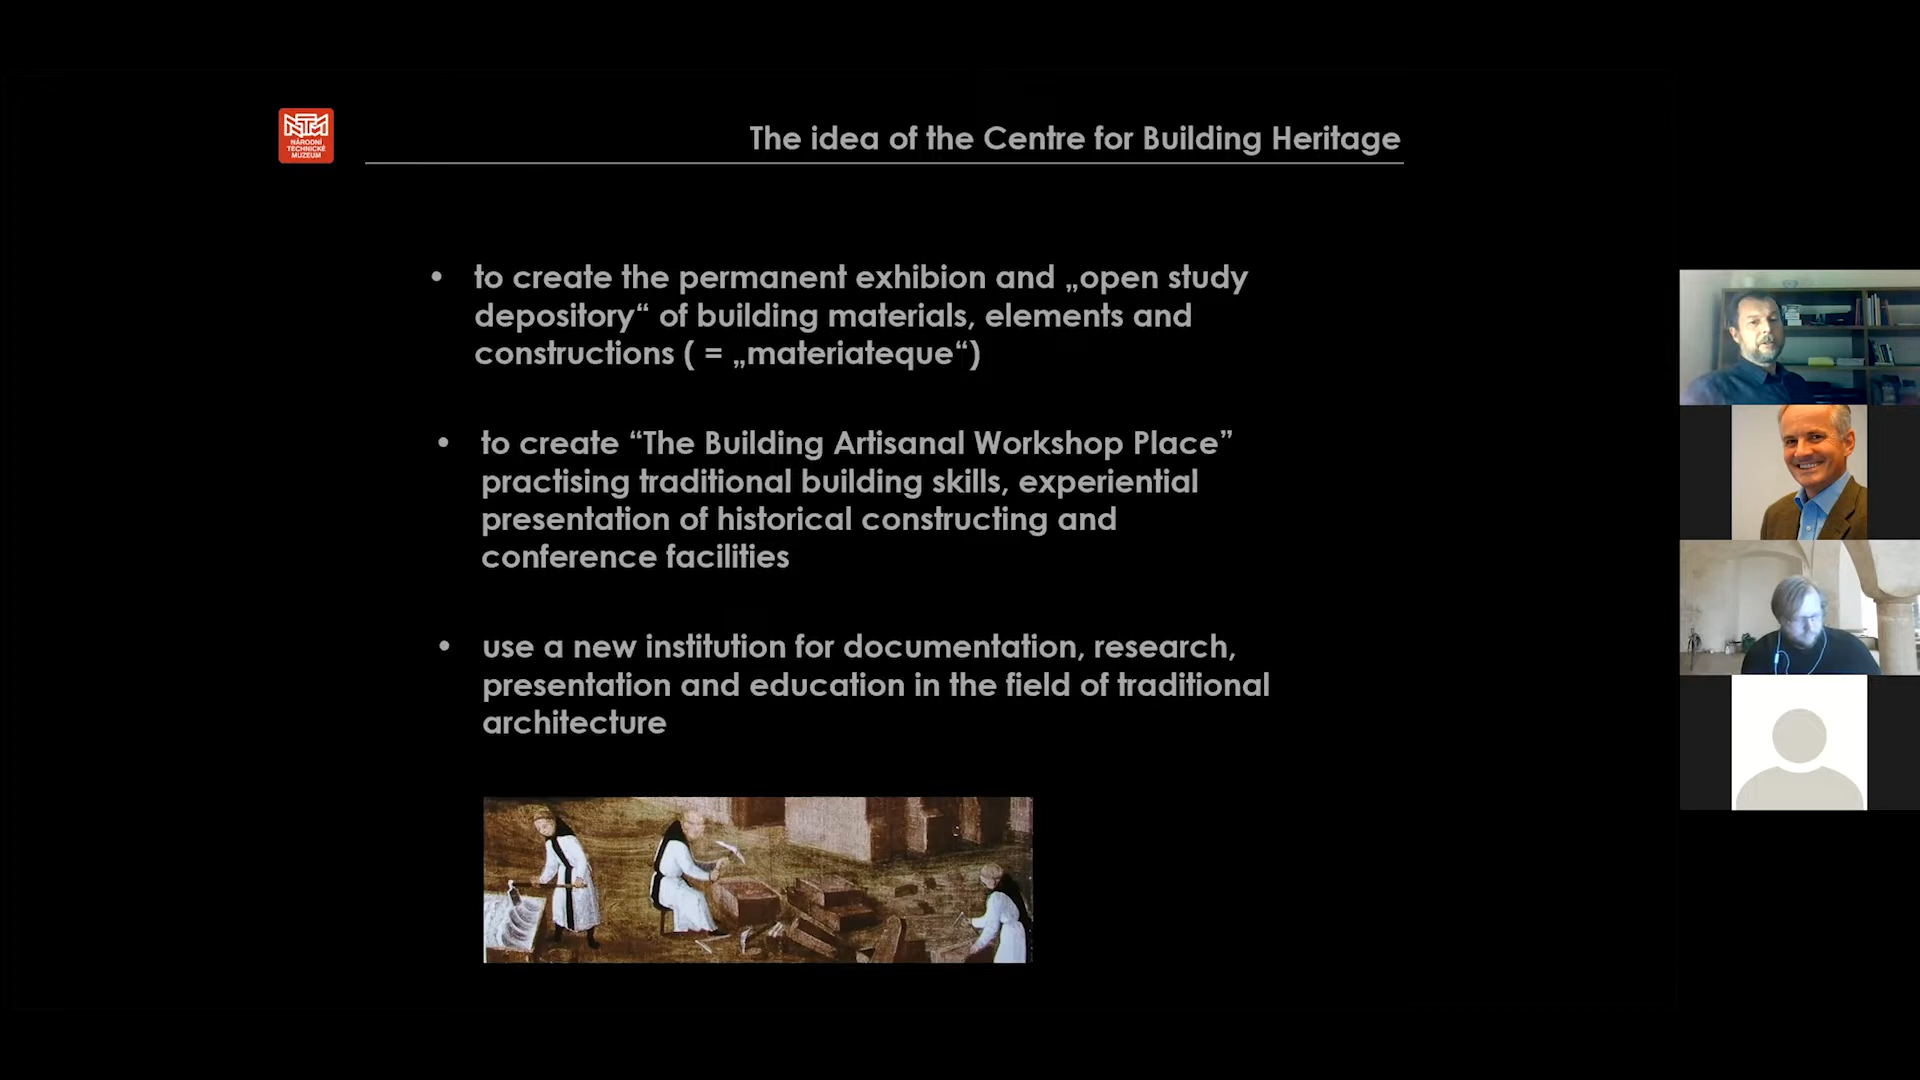 NTM
NÁRODNÍ
TECHNICKÉ
MUZEUM
The idea of the Centre for Building Heritage
• to create the permanent exhibion and „open study
depository“ of building materials, elements and
constructions ( = „materiateque“)
• to create “The Building Artisanal Workshop Place”
practising traditional building skills, experiential
presentation of historical constructing and
conference facilities
• use a new institution for documentation, research,
presentation and education in the field of traditional
architecture